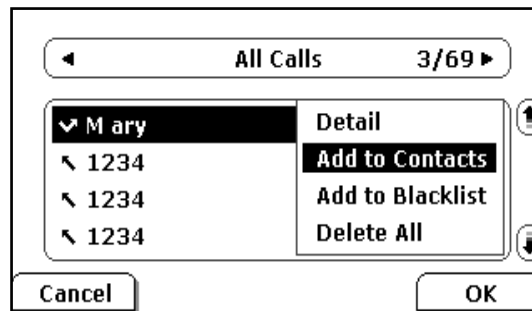 All Calls 3/69
M ary
1234
1234
1234
Detail
Add to Contacts
Add to Blacklist
Delete All
Cancel OK